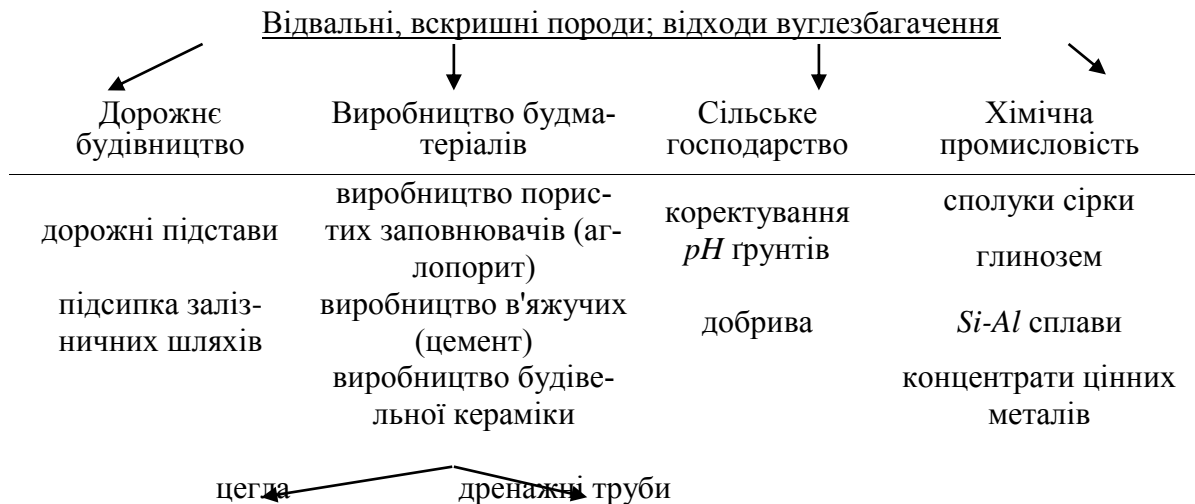 Відвальні, вскришні породи; відходи вуглезбагачення
Дорожнє
будівництво
Виробництво будма-
теріалів
Сільське
господарство
Хімічна
промисловість
дорожні підстави
підсипка заліз-
ничних шляхів
виробництво порис-
тих заповнювачів (аг-
лопорит)
виробництво в'яжучих
(цемент)
виробництво будіве-
льної кераміки
коректування
pH ґрунтів
добрива
сполуки сірки
глинозем
Si-Al сплави
концентрати цінних
металів
цегла
дренажні труби